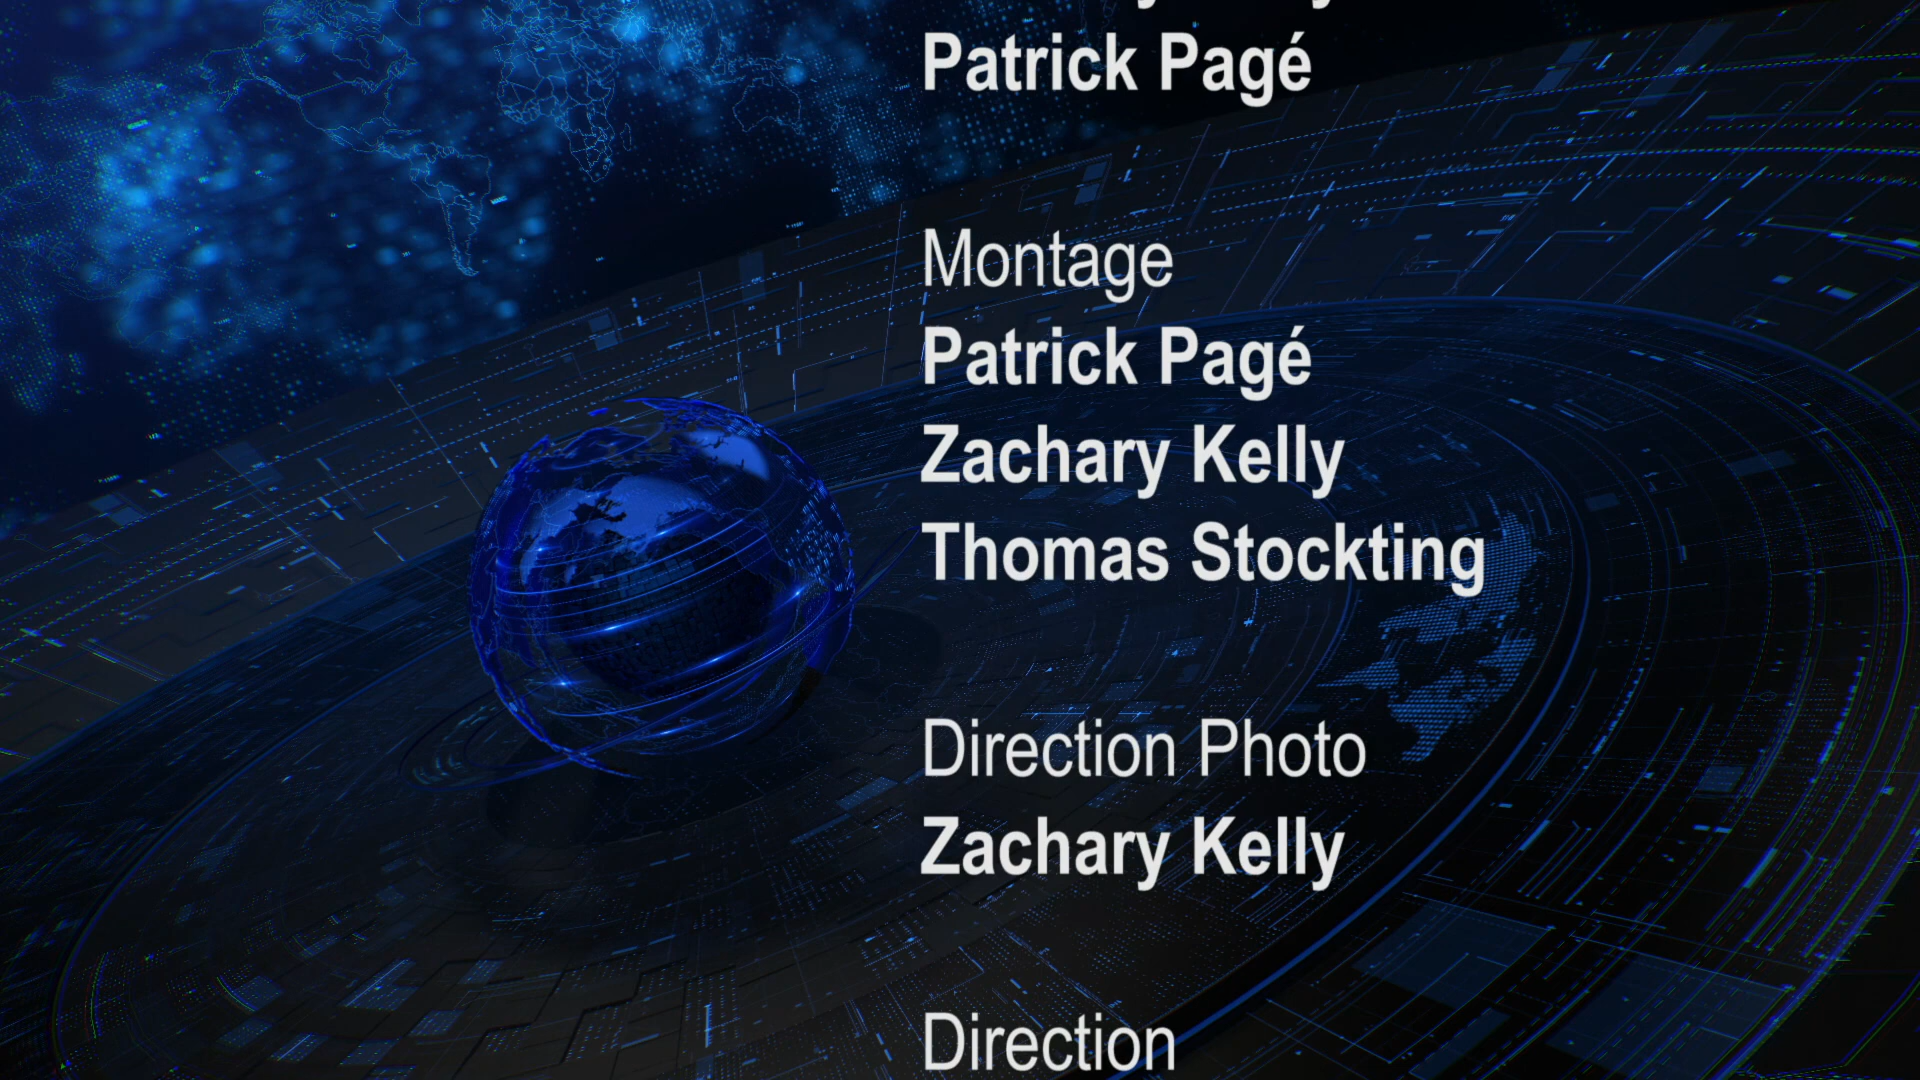 Patrick Pagé
Montage
Patrick Pagé
Zachary Kelly
Thomas Stockting
Direction Photo
Zachary Kelly
Direction